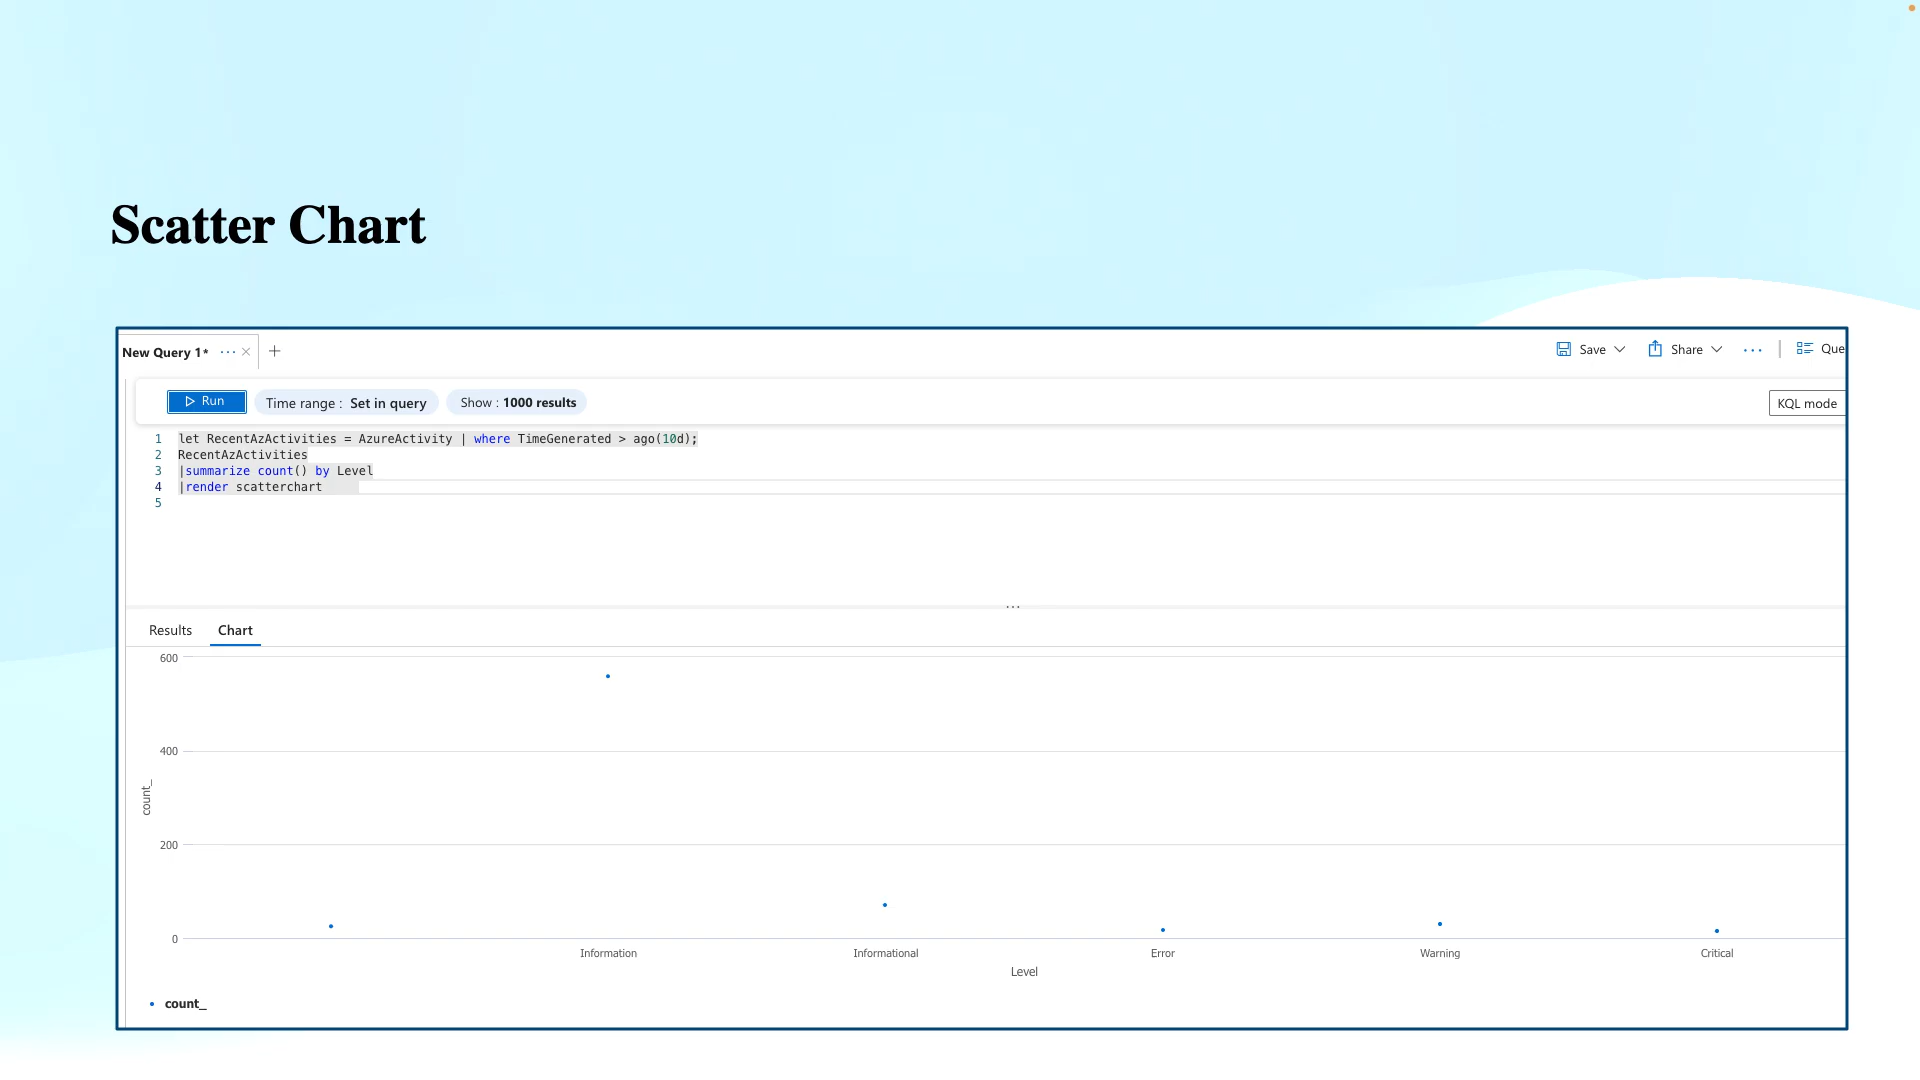 Scatter Chart
New Query 1* ··· × +
Save Share ··· | Que
Run Time range : Set in query Show : 1000 results KQL mode
1 let RecentAzActivities = AzureActivity | where TimeGenerated > ago(10d);
2 RecentAzActivities
3 |summarize count() by Level
4 |render scatterchart
5
...
Results Chart
600
400
200
0
count_
Information Informational Error Warning Critical
Level
count_